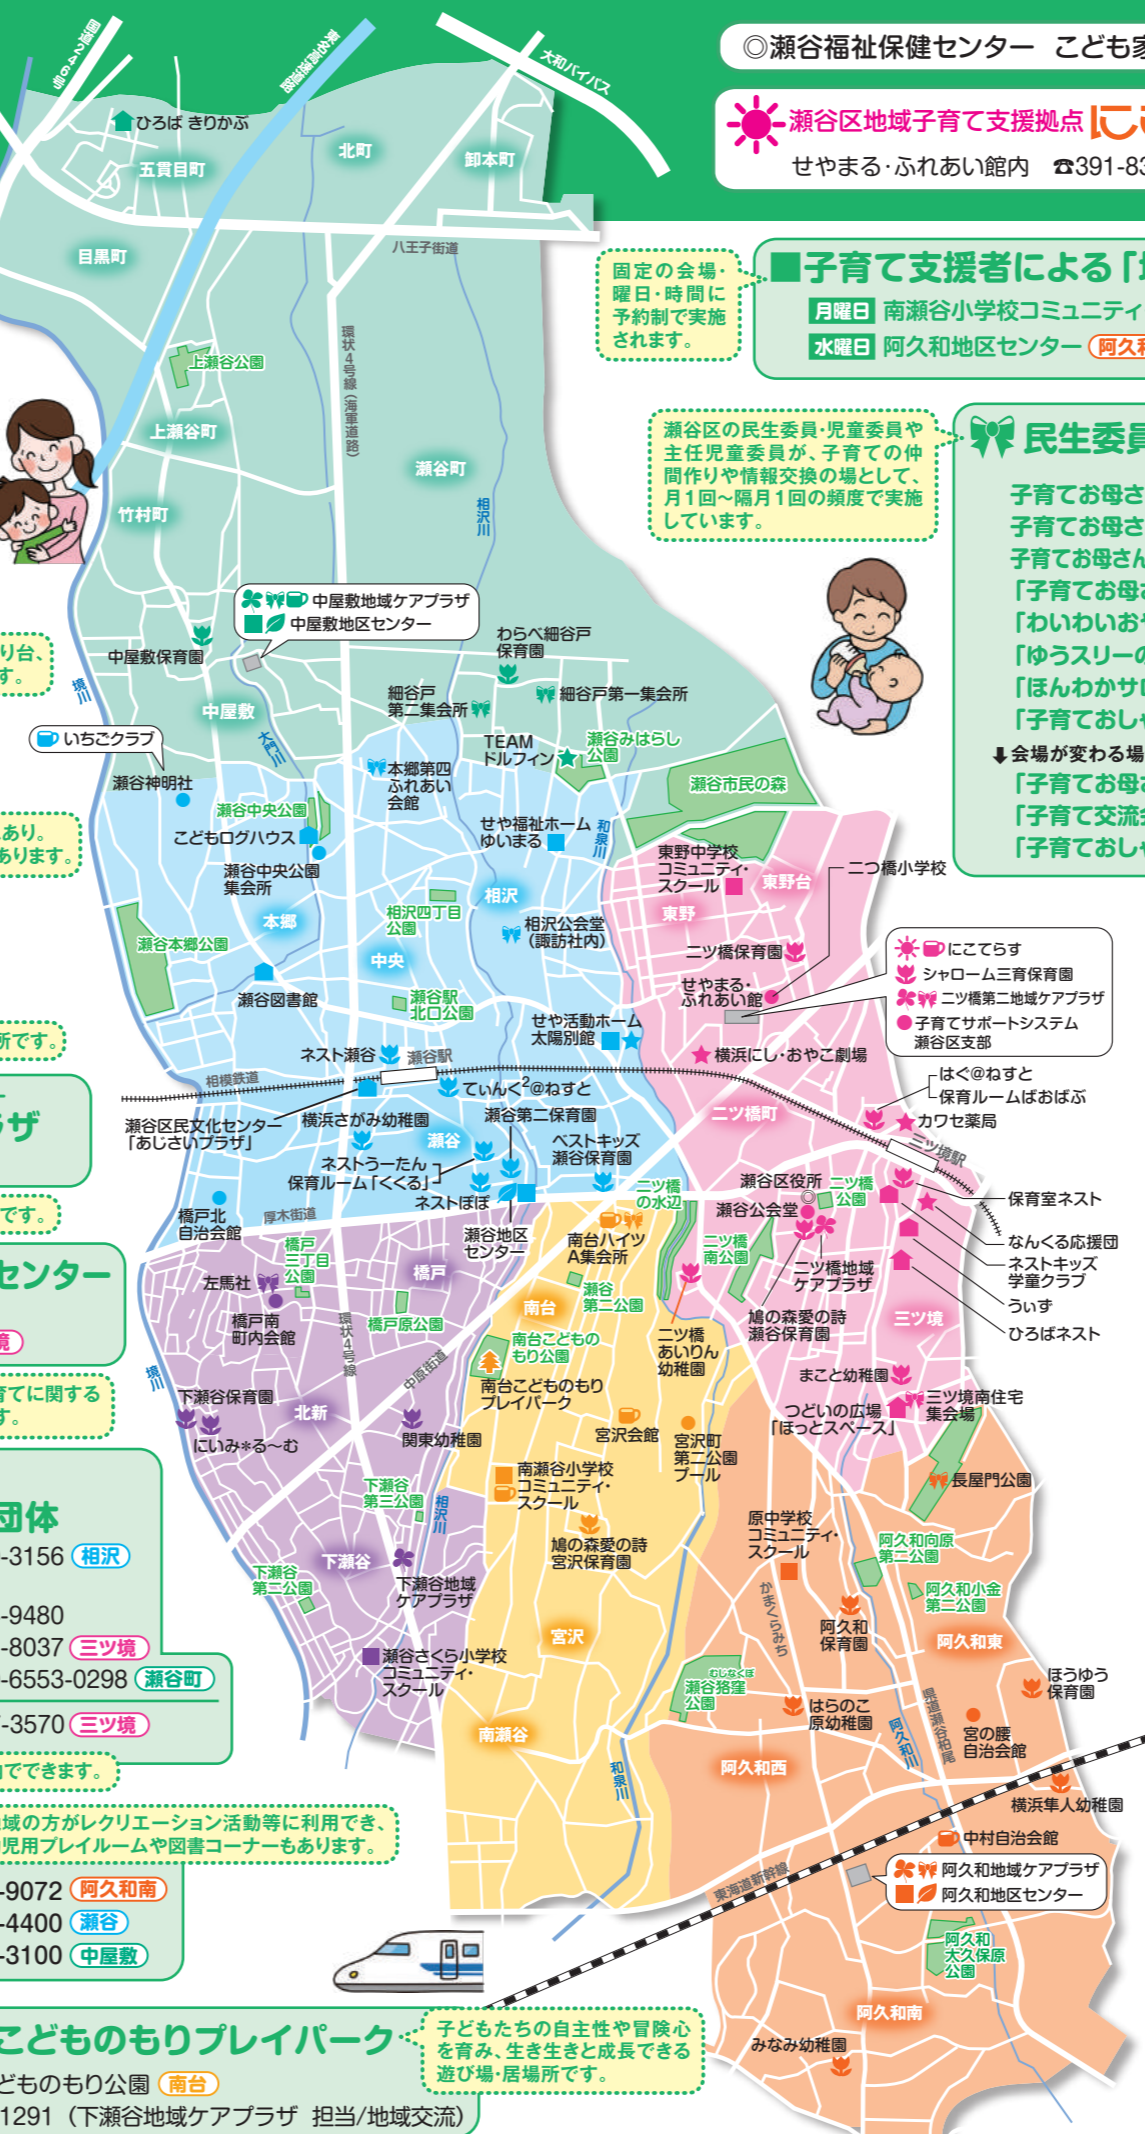 国道246号
東名高速道路
大和バイパス
◎瀬谷福祉保健センター こども家
瀬谷区地域子育て支援拠点 にこ
せやまる・ふれあい館内 ☎391-83
ひろば きりかぶ
五貫目町
北町
卸本町
目黒町
八王子街道
固定の会場・
曜日・時間に
予約制で実施
されます。
■子育て支援者による「
月曜日 南瀬谷小学校コミュニティ
水曜日 阿久和地区センター 阿久和
環状4号線(海軍道路)
上瀬谷公園
上瀬谷町
瀬谷町
竹村町
相沢川
瀬谷区の民生委員・児童委員や
主任児童委員が、子育ての仲
間作りや情報交換の場として、
月1回〜隔月1回の頻度で実施
しています。
民生委員
子育てお母さ
子育てお母さ
子育てお母さん
「子育てお母さ
「わいわいおや
「ゆうスリーの
「ほんわかサロ
「子育ておしゃ
⬇会場が変わる場
「子育てお母さ
「子育て交流会
「子育ておしゃ
中屋敷地域ケアプラザ
中屋敷地区センター
中屋敷保育園
わらべ細谷戸
保育園
細谷戸
第二集会所
細谷戸第一集会所
り台、
す。
境川
中屋敷
大門川
いちごクラブ
瀬谷神明社
TEAM
ドルフィン
瀬谷みはらし
公園
本郷第四
ふれあい
会館
瀬谷市民の森
瀬谷中央公園
こどもログハウス
瀬谷中央公園
集会所
せや福祉ホーム
ゆいまる
和泉川
あり。
あります。
東野中学校
コミュニティ・
スクール
東野台
東野
二つ橋小学校
本郷
相沢四丁目
公園
相沢
相沢公会堂
(諏訪社内)
瀬谷本郷公園
中央
二ツ橋保育園
せやまる・
ふれあい館
にこてらす
シャローム三育保育園
二ツ橋第二地域ケアプラザ
子育てサポートシステム
瀬谷区支部
瀬谷図書館
瀬谷駅
北口公園
せや活動ホーム
太陽別館
所です。
ネスト瀬谷
瀬谷駅
相模鉄道
てぃんく²@ねすと
横浜にし・おやこ劇場
はぐ@ねすと
保育ルームぱおばぶ
カワセ薬局
ザ
瀬谷区民文化センター
「あじさいプラザ」
横浜さがみ幼稚園
瀬谷
瀬谷第二保育園
二ツ橋町
三ツ境駅
ネストうーたん
保育ルーム「くくる」
ベストキッズ
瀬谷保育園
ネストぽぽ
です。
橋戸北
自治会館
厚木街道
瀬谷地区
センター
二ツ橋
の水辺
瀬谷区役所
瀬谷公会堂
二ツ橋
公園
保育室ネスト
なんくる応援団
ネストキッズ
学童クラブ
うぃず
ひろばネスト
センター
境
橋戸
三丁目
公園
左馬社
橋戸
南台ハイツ
A集会所
二ツ橋
南公園
二ツ橋地域
ケアプラザ
瀬谷
第二公園
橋戸南
町内会館
橋戸原公園
南台
環状4号線
鳩の森愛の詩
瀬谷保育園
三ツ境
二ツ橋
あいりん
幼稚園
境川
中原街道
南台こどもの
もり公園
南台こどものもり
プレイパーク
まこと幼稚園
育てに関する
す。
下瀬谷保育園
北新
つどいの広場
「ほっとスペース」
三ツ境南住宅
集会場
にいみ＊る〜む
関東幼稚園
宮沢会館
宮沢町
第二公園
プール
団体
-3156 相沢
-9480
-8037 三ツ境
-6553-0298 瀬谷町
-3570 三ツ境
南瀬谷小学校
コミュニティ・
スクール
長屋門公園
下瀬谷
第三公園
相沢川
原中学校
コミュニティ・
スクール
鳩の森愛の詩
宮沢保育園
阿久和向原
第二公園
下瀬谷
下瀬谷
第二公園
下瀬谷地域
ケアプラザ
かまくらみち
阿久和小金
第二公園
阿久和
保育園
宮沢
阿久和東
瀬谷さくら小学校
コミュニティ・
スクール
むじなくぼ
瀬谷狢窪
公園
ほうゆう
保育園
はらのこ
原幼稚園
県道瀬谷柏尾
南瀬谷
阿久和川
宮の腰
自治会館
和泉川
阿久和西
でできます。
横浜隼人幼稚園
域の方がレクリエーション活動等に利用でき、
児用プレイルームや図書コーナーもあります。
中村自治会館
-9072 阿久和南
-4400 瀬谷
-3100 中屋敷
東海道新幹線
阿久和地域ケアプラザ
阿久和地区センター
阿久和
大久保原
公園
阿久和南
こどものもりプレイパーク
子どもたちの自主性や冒険心
を育み、生き生きと成長できる
遊び場・居場所です。
みなみ幼稚園
どものもり公園 南台
1291(下瀬谷地域ケアプラザ 担当/地域交流)